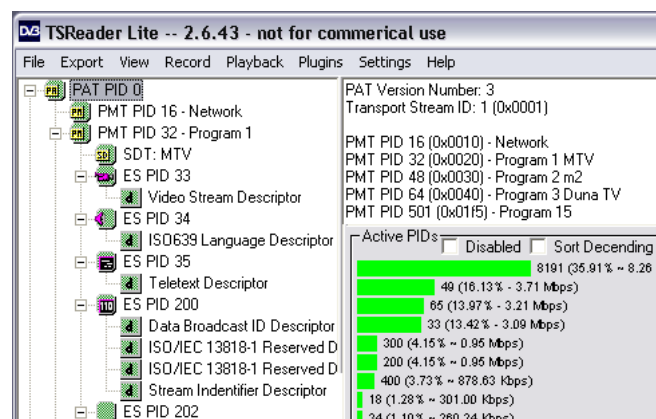 DVB TSReader Lite -- 2.6.43 - not for commerical use
File Export View Record Playback Plugins Settings Help
PAT PID 0
PMT PID 16 - Network
PMT PID 32 - Program 1
SDT: MTV
ES PID 33
Video Stream Descriptor
ES PID 34
ISO639 Language Descriptor
ES PID 35
Teletext Descriptor
ES PID 200
Data Broadcast ID Descriptor
ISO/IEC 13818-1 Reserved D
ISO/IEC 13818-1 Reserved D
Stream Indentifier Descriptor
ES PID 202
PAT Version Number: 3
Transport Stream ID: 1 (0x0001)
PMT PID 16 (0x0010) - Network
PMT PID 32 (0x0020) - Program 1 MTV
PMT PID 48 (0x0030) - Program 2 m2
PMT PID 64 (0x0040) - Program 3 Duna TV
PMT PID 501 (0x01f5) - Program 15
Active PIDs
Disabled Sort Decending
8191 (35.91% ~ 8.26
49 (16.13% - 3.71 Mbps)
65 (13.97% - 3.21 Mbps)
33 (13.42% - 3.09 Mbps)
300 (4.15% ~ 0.95 Mbps)
200 (4.15% ~ 0.95 Mbps)
400 (3.73% ~ 878.63 Kbps)
18 (1.28% ~ 301.00 Kbps)
34 (1.10% ~ 260.24 Kbps)